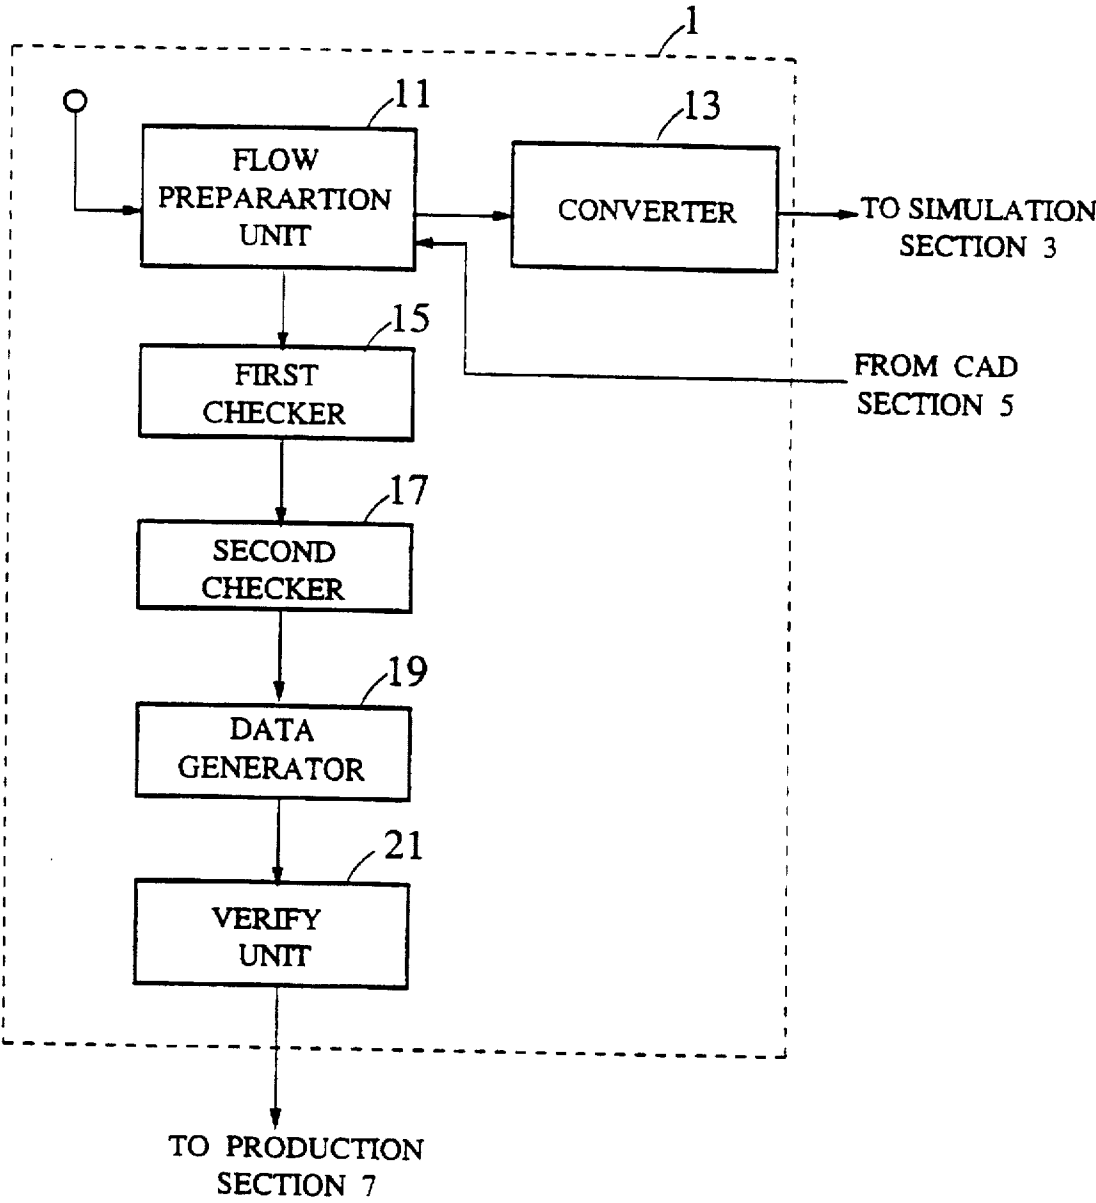 1
11
13
FLOW
PREPARARTION
UNIT
CONVERTER
TO SIMULATION
SECTION 3
15
FIRST
CHECKER
FROM CAD
SECTION 5
17
SECOND
CHECKER
19
DATA
GENERATOR
21
VERIFY
UNIT
TO PRODUCTION
SECTION 7